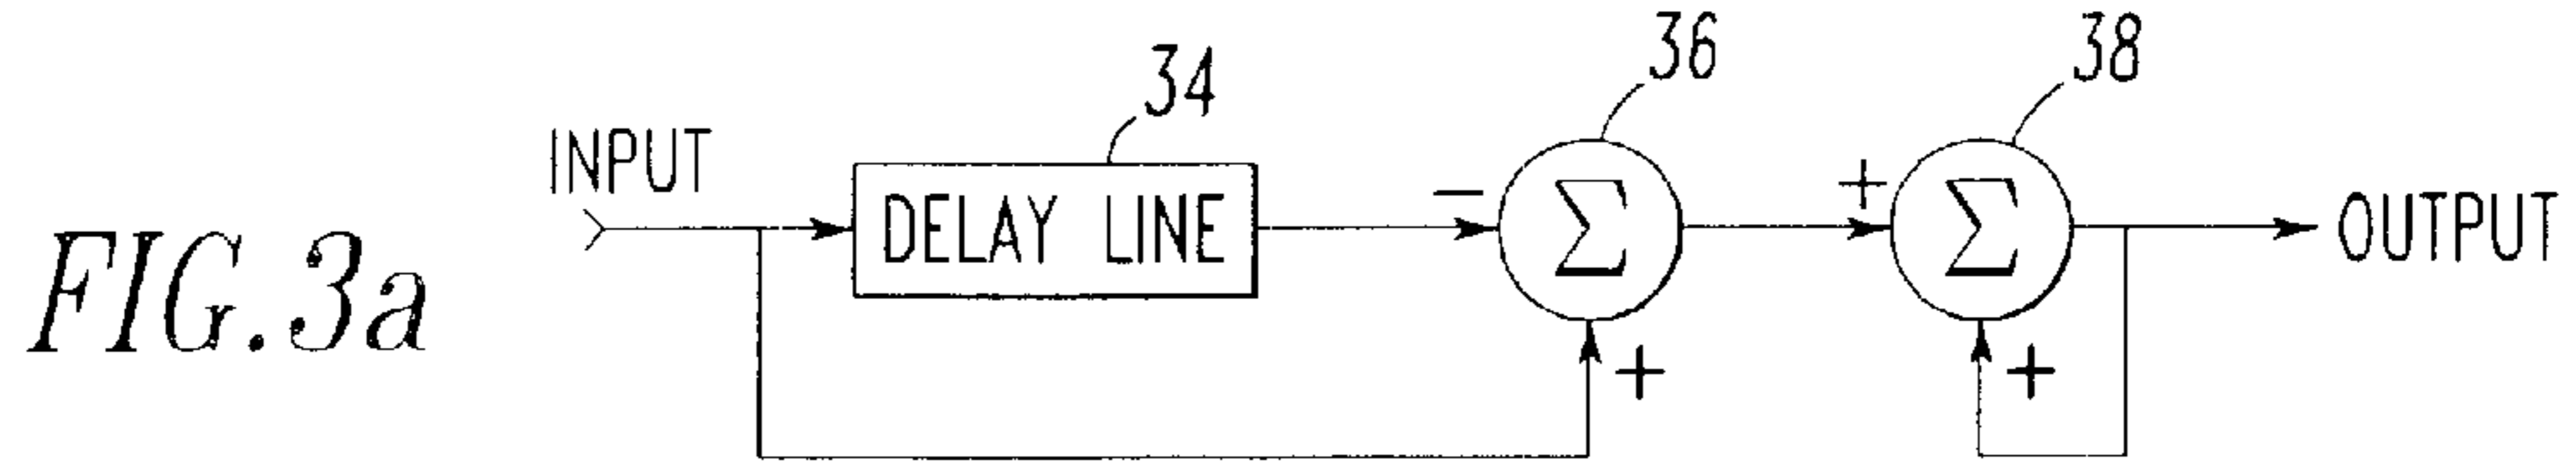 36
38
34
INPUT
− + 
DELAY LINE Σ Σ OUTPUT
FIG.3a
+ +